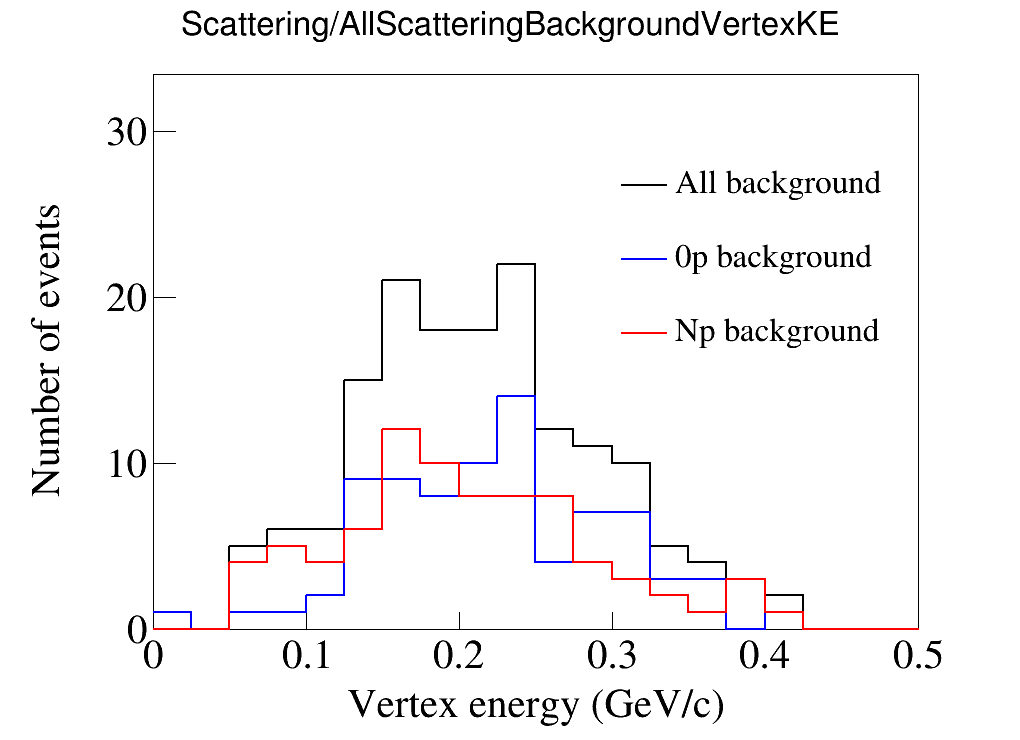 Scattering/AllScatteringBackgroundVertexKE
30
20
10
0
Number of events
All background
0p background
Np background
0 0.1 0.2 0.3 0.4 0.5
Vertex energy (GeV/c)